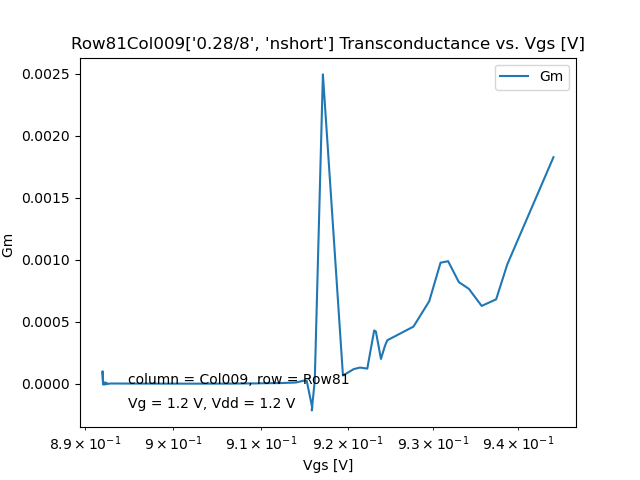 Row81Col009['0.28/8', 'nshort'] Transconductance vs. Vgs [V]
Gm
0.0025
0.0020
0.0015
0.0010
0.0005
0.0000
Gm
column = Col009, row = Row81
Vg = 1.2 V, Vdd = 1.2 V
8.9 × 10⁻¹ 9 × 10⁻¹ 9.1 × 10⁻¹ 9.2 × 10⁻¹ 9.3 × 10⁻¹ 9.4 × 10⁻¹
Vgs [V]